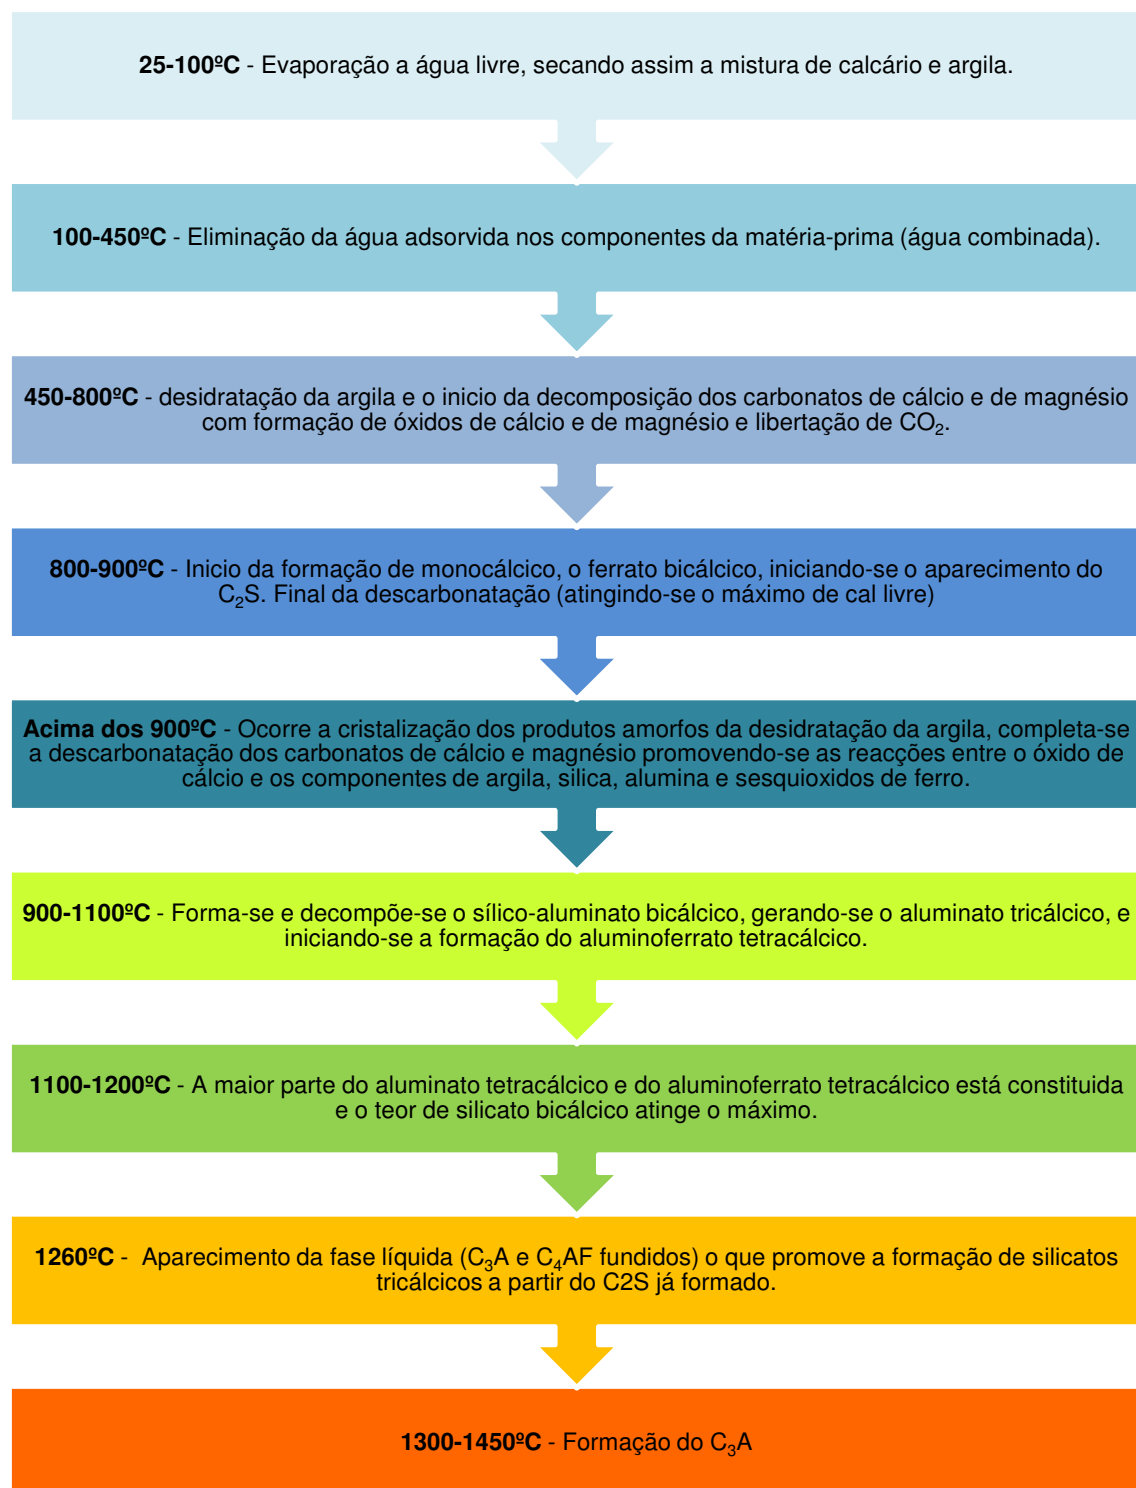 25-100ºC - Evaporação a água livre, secando assim a mistura de calcário e argila.
100-450ºC - Eliminação da água adsorvida nos componentes da matéria-prima (água combinada).
450-800ºC - desidratação da argila e o inicio da decomposição dos carbonatos de cálcio e de magnésio
com formação de óxidos de cálcio e de magnésio e libertação de CO₂.
800-900ºC - Inicio da formação de monocálcico, o ferrato bicálcico, iniciando-se o aparecimento do
C₂S. Final da descarbonatação (atingindo-se o máximo de cal livre)
Acima dos 900ºC - Ocorre a cristalização dos produtos amorfos da desidratação da argila, completa-se
a descarbonatação dos carbonatos de cálcio e magnésio promovendo-se as reacções entre o óxido de
cálcio e os componentes de argila, silica, alumina e sesquioxidos de ferro.
900-1100ºC - Forma-se e decompõe-se o sílico-aluminato bicálcico, gerando-se o aluminato tricálcico, e
iniciando-se a formação do aluminoferrato tetracálcico.
1100-1200ºC - A maior parte do aluminato tetracálcico e do aluminoferrato tetracálcico está constituida
e o teor de silicato bicálcico atinge o máximo.
1260ºC - Aparecimento da fase líquida (C₃A e C₄AF fundidos) o que promove a formação de silicatos
tricálcicos a partir do C2S já formado.
1300-1450ºC - Formação do C₃A